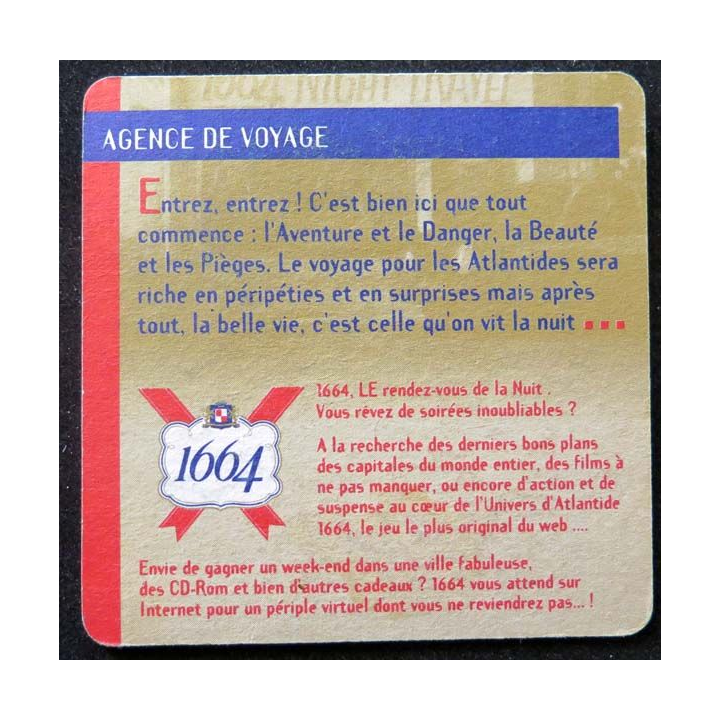 1664 NIGHT TRAVEL
AGENCE DE VOYAGE
Entrez, entrez ! C'est bien ici que tout
commence : l'Aventure et le Danger, la Beauté
et les Pièges. Le voyage pour les Atlantides sera
riche en péripéties et en surprises mais après
tout, la belle vie, c'est celle qu'on vit la nuit ...
1664, LE rendez-vous de la Nuit .
Vous rêvez de soirées inoubliables ?
1664
A la recherche des derniers bons plans
des capitales du monde entier, des films à
ne pas manquer, ou encore d'action et de
suspense au cœur de l'Univers d'Atlantide
1664, le jeu le plus original du web ....
Envie de gagner un week-end dans une ville fabuleuse,
des CD-Rom et bien d'autres cadeaux ? 1664 vous attend sur
Internet pour un périple virtuel dont vous ne reviendrez pas... !